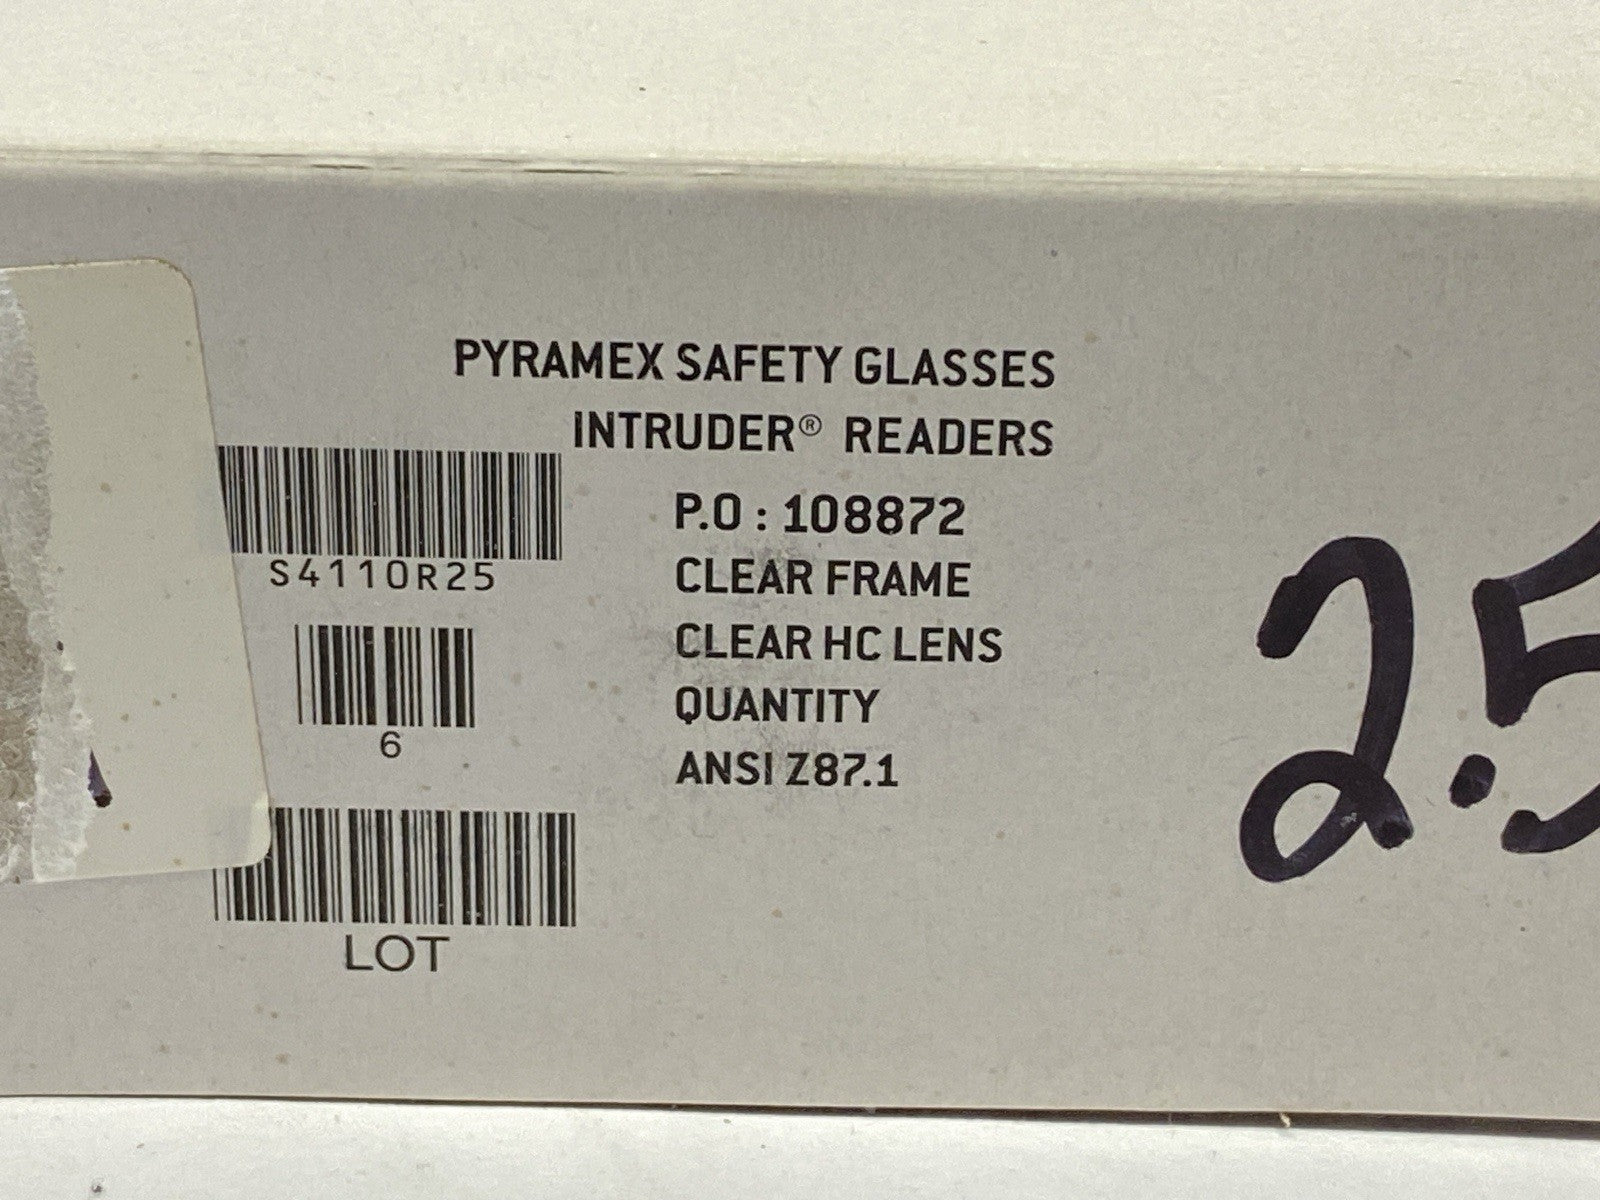 PYRAMEX SAFETY GLASSES
INTRUDER® READERS
S4110R25
6
LOT
P.O : 108872
CLEAR FRAME
CLEAR HC LENS
QUANTITY
ANSI Z87.1
2.5